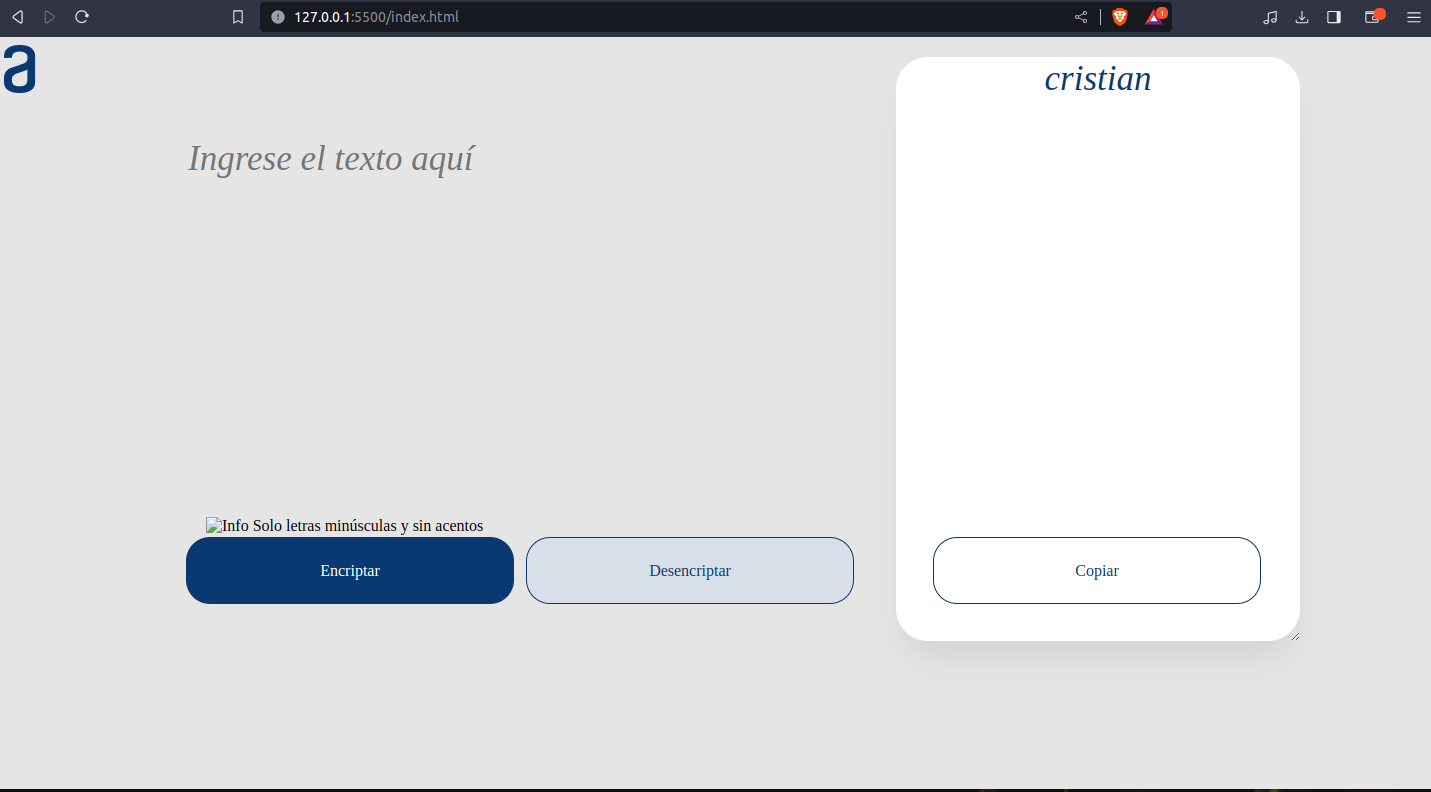 127.0.0.1:5500/index.html
1
a
cristian
Ingrese el texto aquí
Info Solo letras minúsculas y sin acentos
Encriptar
Desencriptar
Copiar